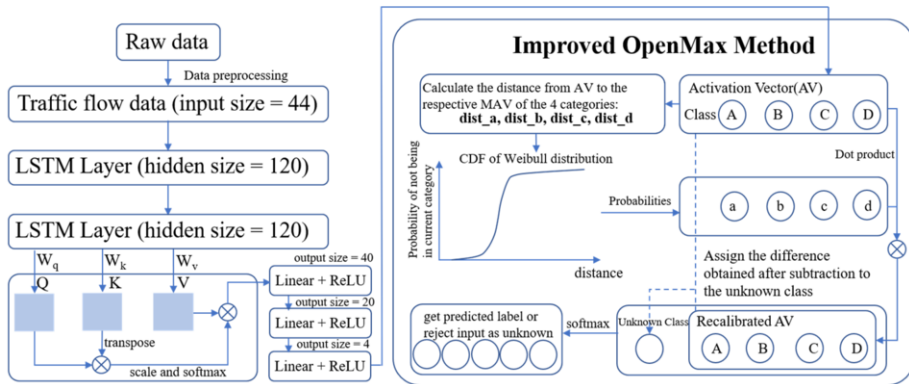 Raw data
Data preprocessing
Traffic flow data (input size = 44)
LSTM Layer (hidden size = 120)
LSTM Layer (hidden size = 120)
W_q
W_k
W_v
Q
K
V
transpose
scale and softmax
output size = 40
Linear + ReLU
output size = 20
Linear + ReLU
output size = 4
Linear + ReLU
Improved OpenMax Method
Calculate the distance from AV to the
respective MAV of the 4 categories:
dist_a, dist_b, dist_c, dist_d
Activation Vector(AV)
Class A B C D
Dot product
CDF of Weibull distribution
Probability of not being
in current category
distance
Probabilities
a b c d
Assign the difference
obtained after subtraction to
the unknown class
get predicted label or
reject input as unknown
softmax
Unknown Class
Recalibrated AV
A B C D